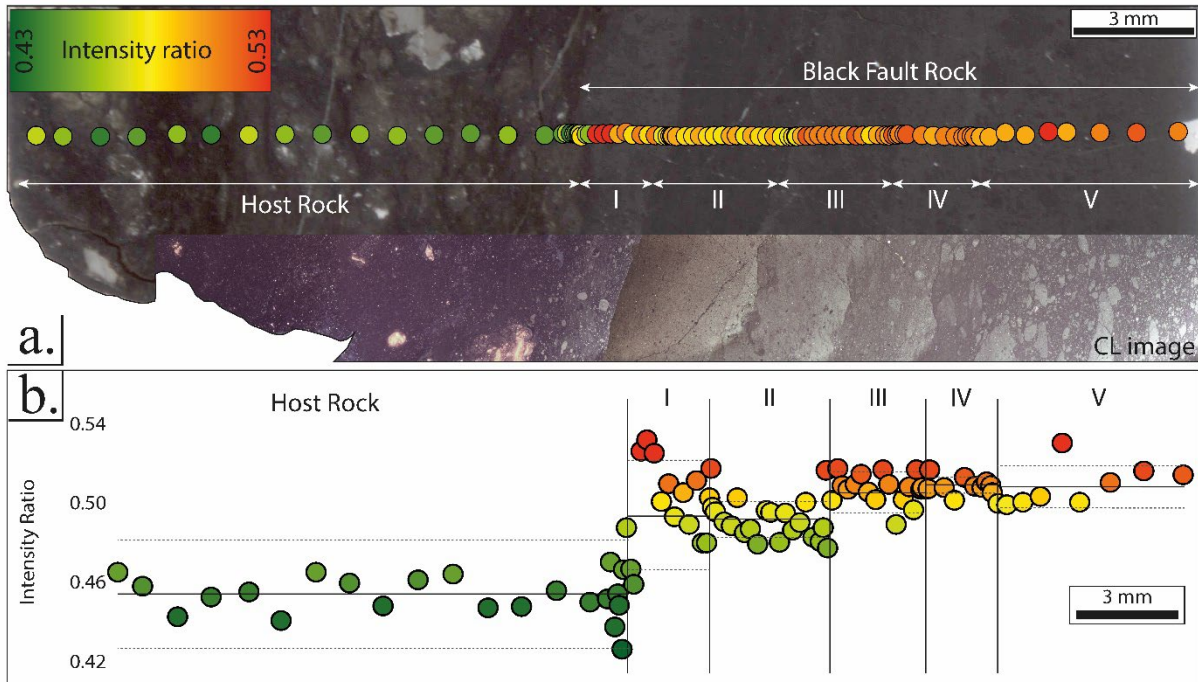 3 mm
Intensity ratio
0.43
0.53
Black Fault Rock
Host Rock
I
II
III
IV
V
CL image
a.
b.
Host Rock
I
II
III
IV
V
0.54
0.50
0.46
0.42
Intensity Ratio
3 mm